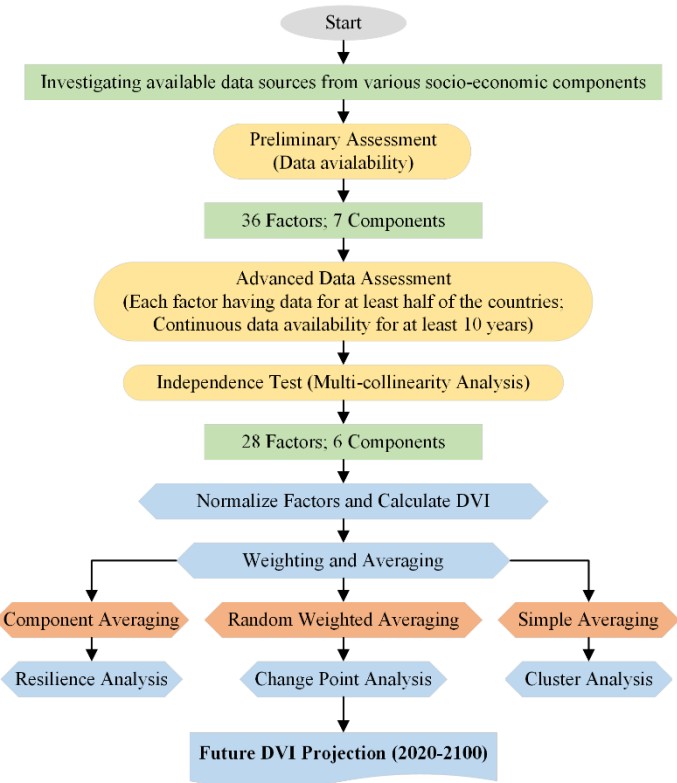 Start
Investigating available data sources from various socio-economic components
Preliminary Assessment
(Data avialability)
36 Factors; 7 Components
Advanced Data Assessment
(Each factor having data for at least half of the countries;
Continuous data availability for at least 10 years)
Independence Test (Multi-collinearity Analysis)
28 Factors; 6 Components
Normalize Factors and Calculate DVI
Weighting and Averaging
Component Averaging
Random Weighted Averaging
Simple Averaging
Resilience Analysis
Change Point Analysis
Cluster Analysis
Future DVI Projection (2020-2100)